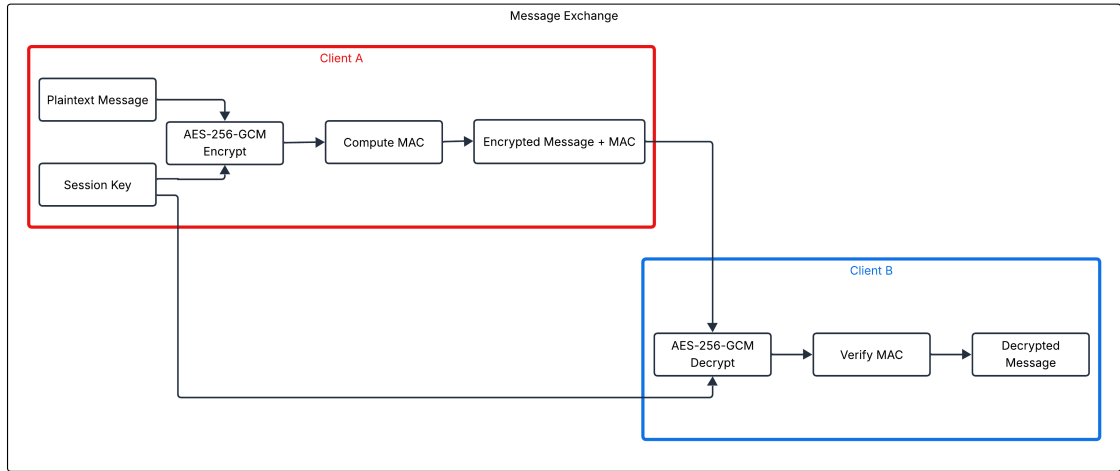 Message Exchange
Client A
Plaintext Message
AES-256-GCM
Encrypt
Compute MAC
Encrypted Message + MAC
Session Key
Client B
AES-256-GCM
Decrypt
Verify MAC
Decrypted
Message